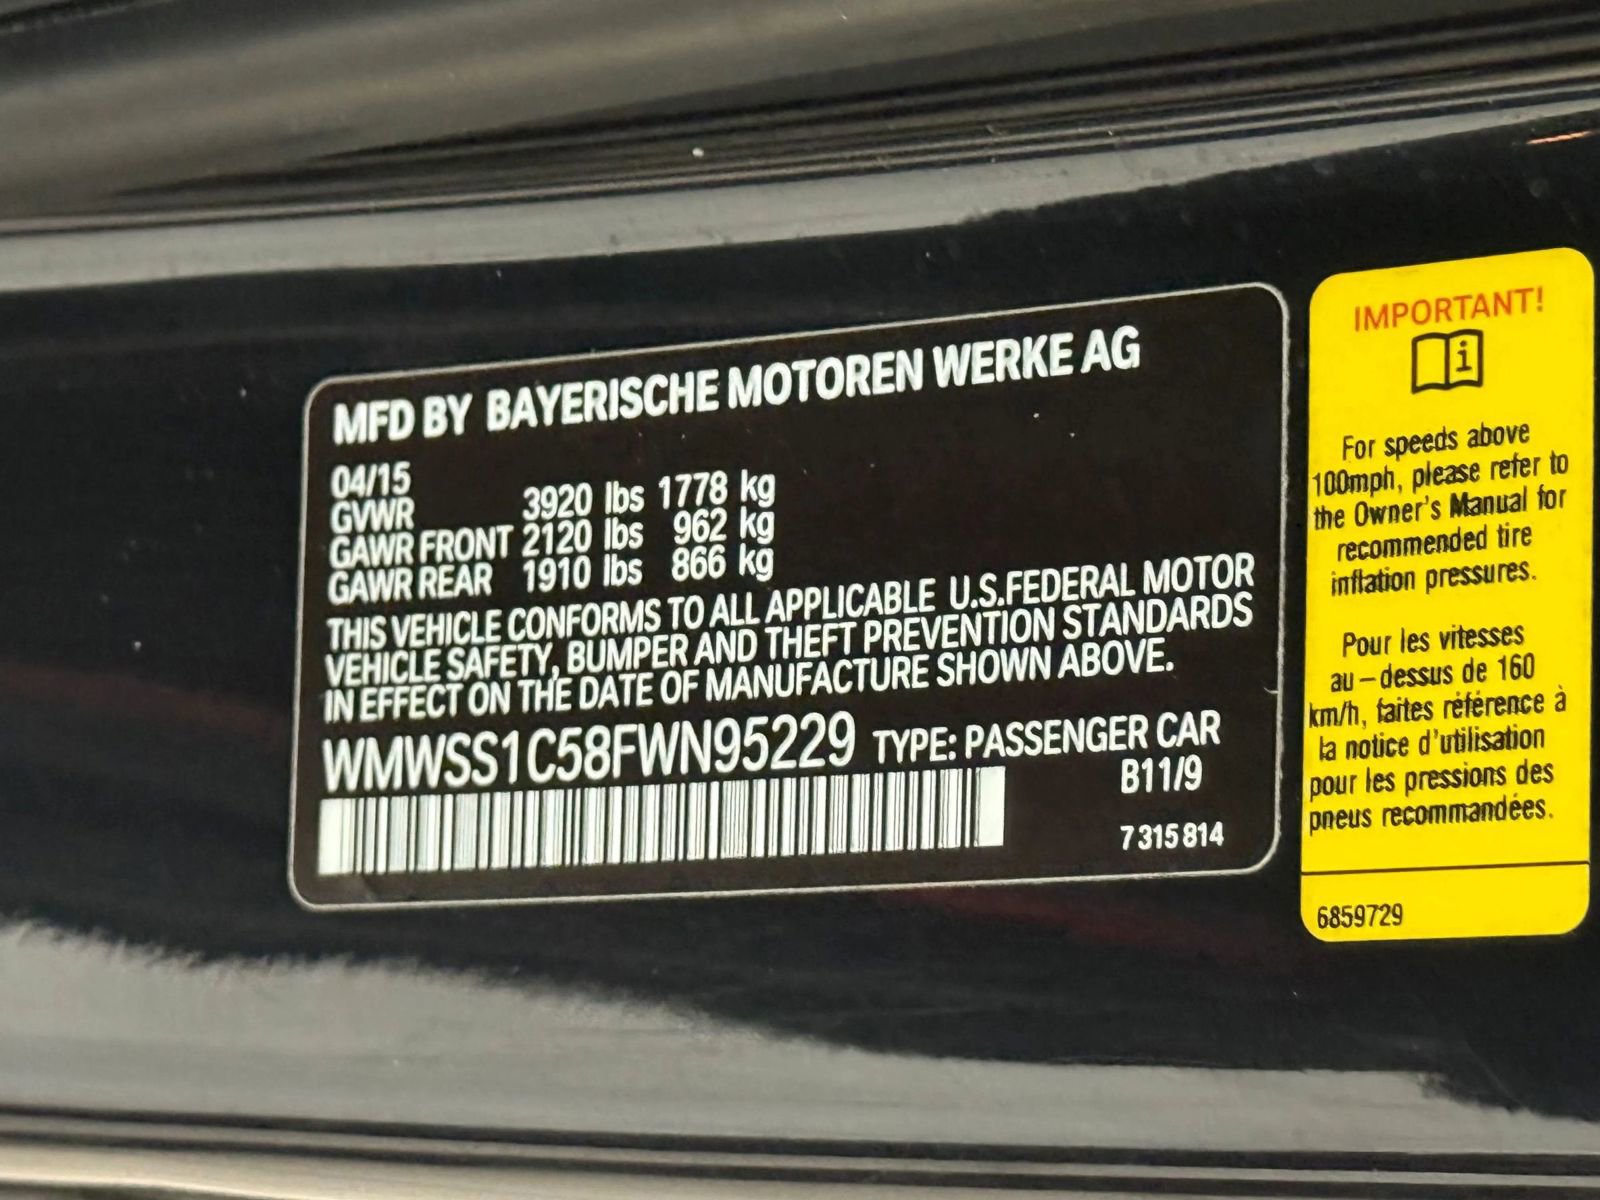 MFD BY BAYERISCHE MOTOREN WERKE AG
04/15
GVWR 3920 lbs 1778 kg
GAWR FRONT 2120 lbs 962 kg
GAWR REAR 1910 lbs 866 kg
THIS VEHICLE CONFORMS TO ALL APPLICABLE U.S.FEDERAL MOTOR
VEHICLE SAFETY, BUMPER AND THEFT PREVENTION STANDARDS
IN EFFECT ON THE DATE OF MANUFACTURE SHOWN ABOVE.
WMWSS1C58FWN95229 TYPE: PASSENGER CAR
B11/9
7 315 814
IMPORTANT!
i
For speeds above
100mph, please refer to
the Owner's Manual for
recommended tire
inflation pressures.
Pour les vitesses
au-dessus de 160
km/h, faites référence à
la notice d'utilisation
pour les pressions des
pneus recommandées.
6859729